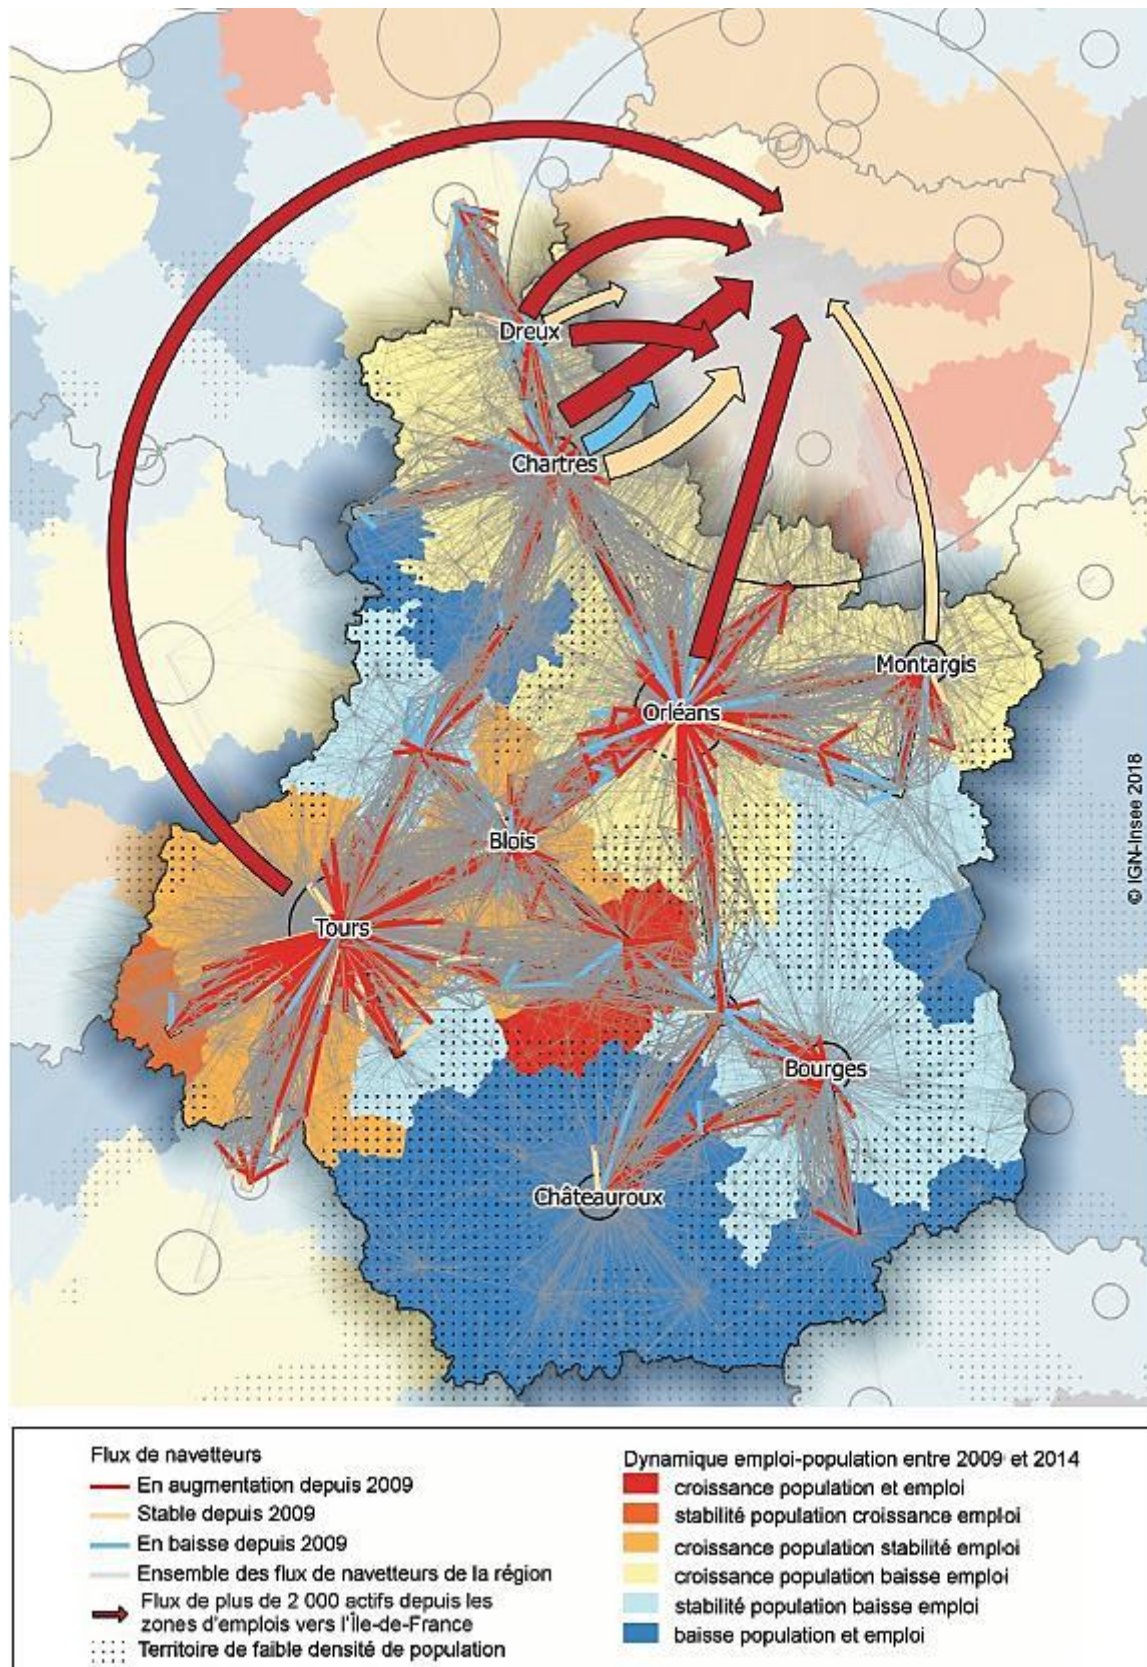 Dreux
Chartres
Montargis
Orléans
Blois
Tours
Bourges
Châteauroux
© IGN-Insee 2018
Flux de navetteurs
En augmentation depuis 2009
Stable depuis 2009
En baisse depuis 2009
Ensemble des flux de navetteurs de la région
Flux de plus de 2 000 actifs depuis les
zones d'emplois vers l'Île-de-France
Territoire de faible densité de population
Dynamique emploi-population entre 2009 et 2014
croissance population et emploi
stabilité population croissance emploi
croissance population stabilité emploi
croissance population baisse emploi
stabilité population baisse emploi
baisse population et emploi